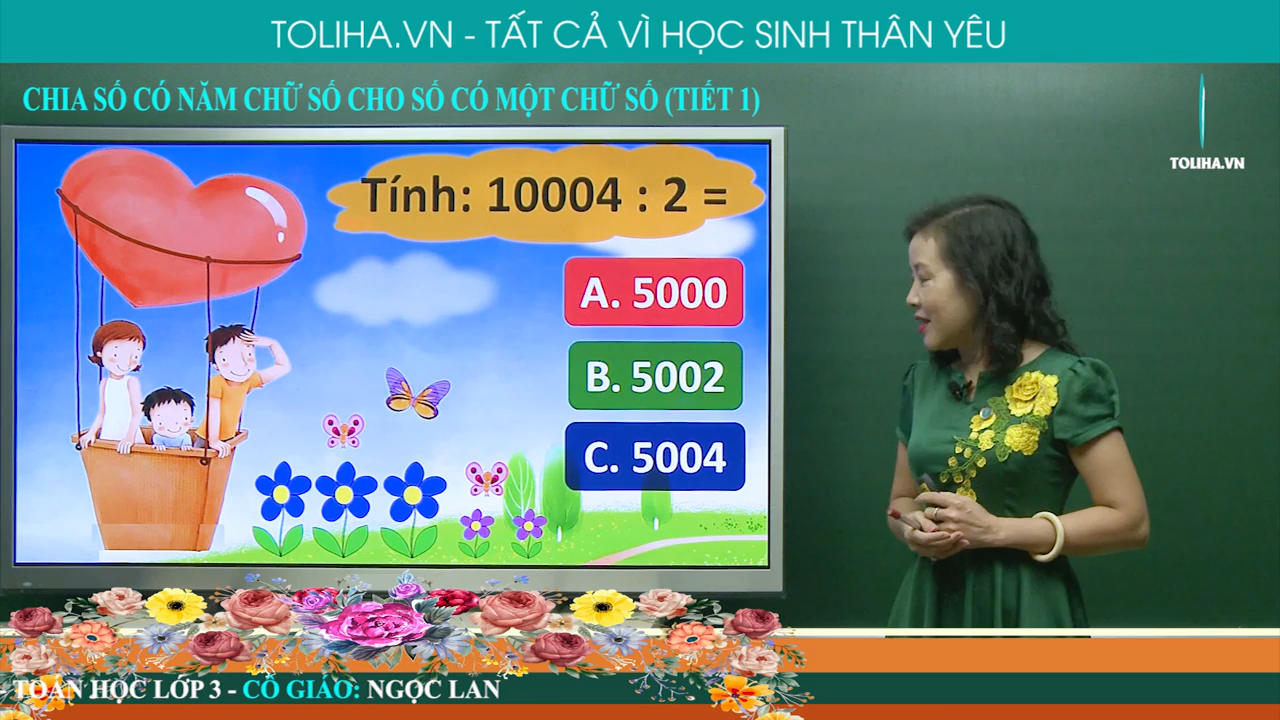 TOLIHA.VN - TẤT CẢ VÌ HỌC SINH THÂN YÊU
CHIA SỐ CÓ NĂM CHỮ SỐ CHO SỐ CÓ MỘT CHỮ SỐ (TIẾT 1)
TOLIHA.VN
Tính: 10004 : 2 =
A. 5000
B. 5002
C. 5004
- TOÁN HỌC LỚP 3 - CÔ GIÁO: NGỌC LAN